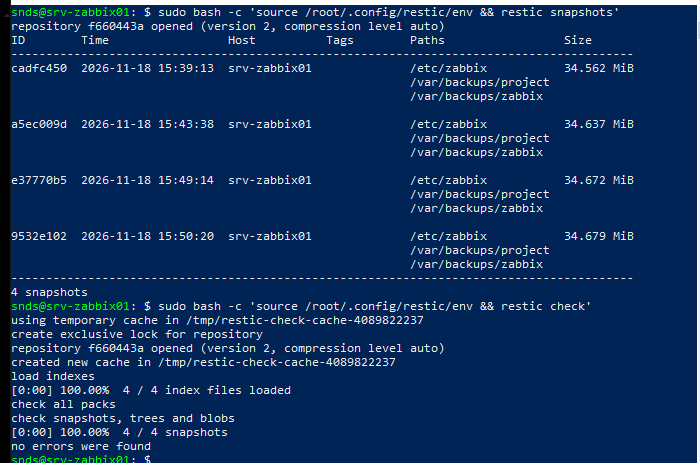 snds@srv-zabbix01: $ sudo bash -c 'source /root/.config/restic/env && restic snapshots'
repository f660443a opened (version 2, compression level auto)
ID        Time                 Host          Tags        Paths                 Size
-----------------------------------------------------------------------------------------
cadfc450  2026-11-18 15:39:13  srv-zabbix01              /etc/zabbix           34.562 MiB
                                                         /var/backups/project
                                                         /var/backups/zabbix
a5ec009d  2026-11-18 15:43:38  srv-zabbix01              /etc/zabbix           34.637 MiB
                                                         /var/backups/project
                                                         /var/backups/zabbix
e37770b5  2026-11-18 15:49:14  srv-zabbix01              /etc/zabbix           34.672 MiB
                                                         /var/backups/project
                                                         /var/backups/zabbix
9532e102  2026-11-18 15:50:20  srv-zabbix01              /etc/zabbix           34.679 MiB
                                                         /var/backups/project
                                                         /var/backups/zabbix
-----------------------------------------------------------------------------------------
4 snapshots
snds@srv-zabbix01: $ sudo bash -c 'source /root/.config/restic/env && restic check'
using temporary cache in /tmp/restic-check-cache-4089822237
create exclusive lock for repository
repository f660443a opened (version 2, compression level auto)
created new cache in /tmp/restic-check-cache-4089822237
load indexes
[0:00] 100.00%  4 / 4 index files loaded
check all packs
check snapshots, trees and blobs
[0:00] 100.00%  4 / 4 snapshots
no errors were found
snds@srv-zabbix01: $